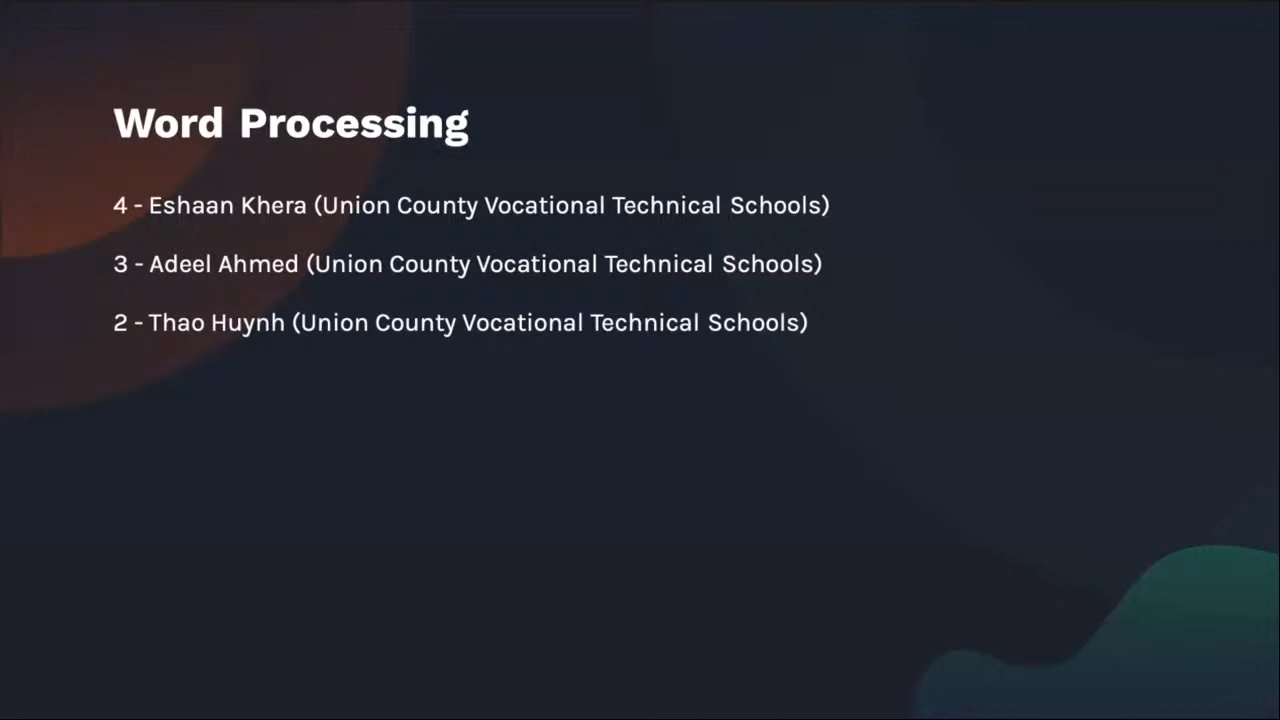 Word Processing
4 - Eshaan Khera (Union County Vocational Technical Schools)
3 - Adeel Ahmed (Union County Vocational Technical Schools)
2 - Thao Huynh (Union County Vocational Technical Schools)